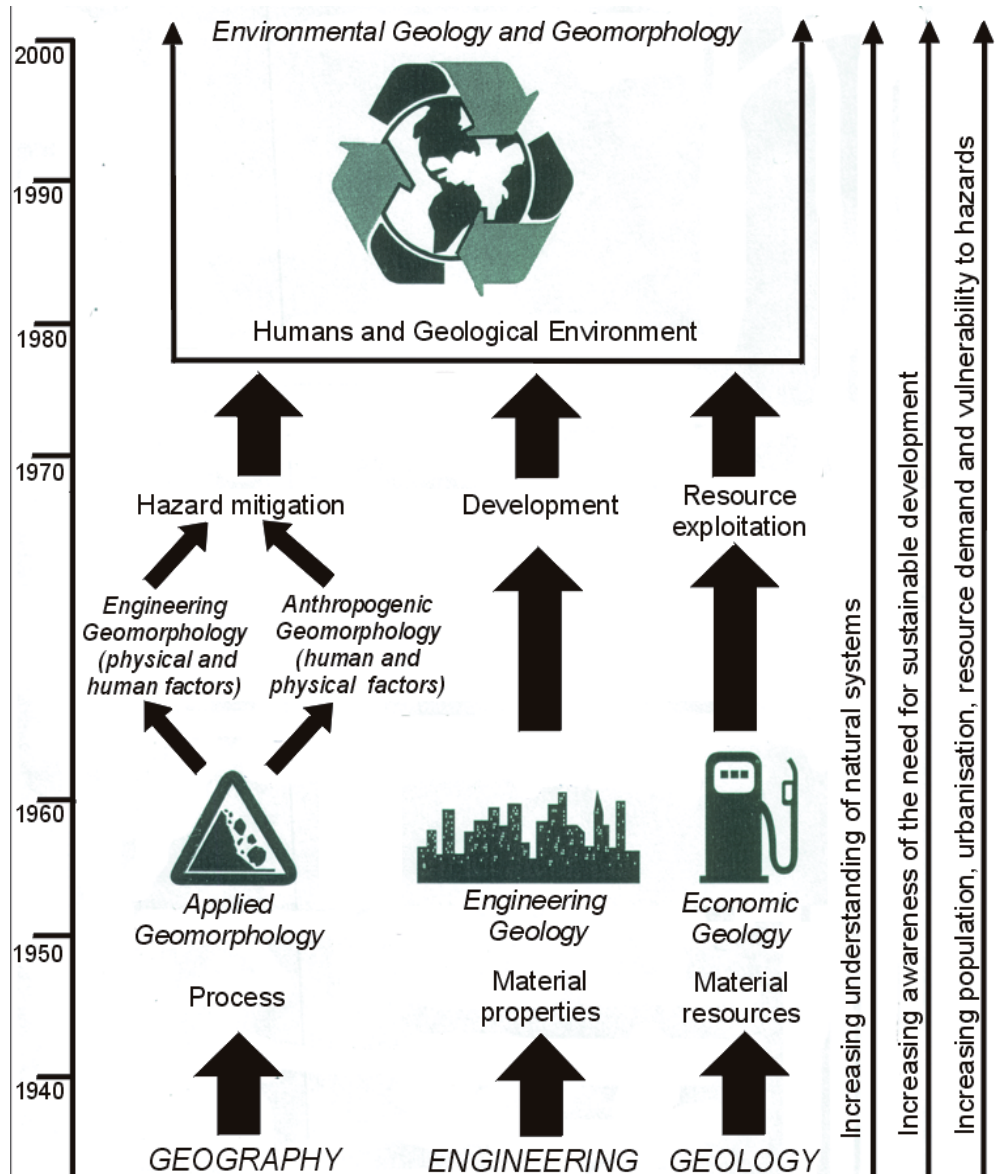 Environmental Geology and Geomorphology
2000
1990
1980
Humans and Geological Environment
1970
Hazard mitigation
Development
Resource
exploitation
Engineering
Geomorphology
(physical and
human factors)
Anthropogenic
Geomorphology
(human and
physical factors)
1960
Applied
Geomorphology
Engineering
Geology
Economic
Geology
1950
Process
Material
properties
Material
resources
1940
GEOGRAPHY
ENGINEERING
GEOLOGY
Increasing understanding of natural systems
Increasing awareness of the need for sustainable development
Increasing population, urbanisation, resource demand and vulnerability to hazards